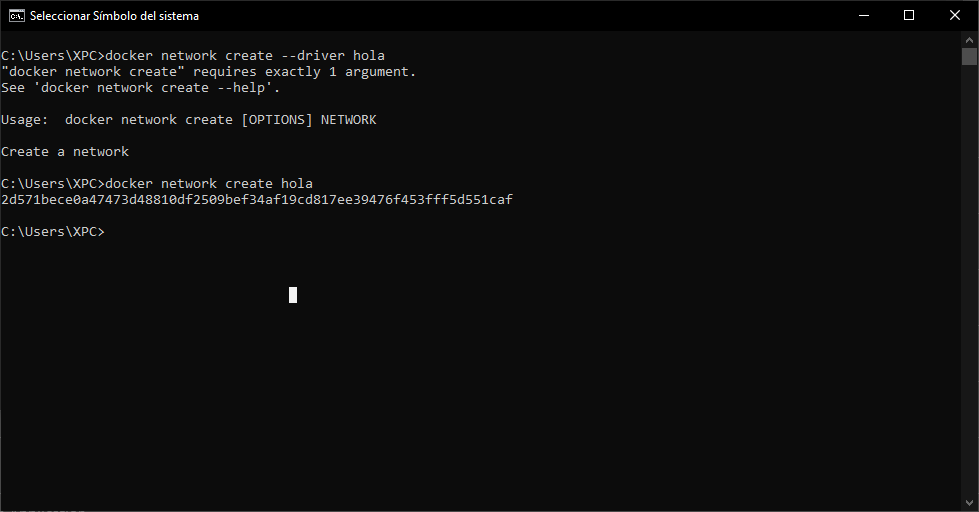 Seleccionar Símbolo del sistema
C:\Users\XPC>docker network create --driver hola
"docker network create" requires exactly 1 argument.
See 'docker network create --help'.
Usage:  docker network create [OPTIONS] NETWORK
Create a network
C:\Users\XPC>docker network create hola
2d571bece0a47473d48810df2509bef34af19cd817ee39476f453fff5d551caf
C:\Users\XPC>